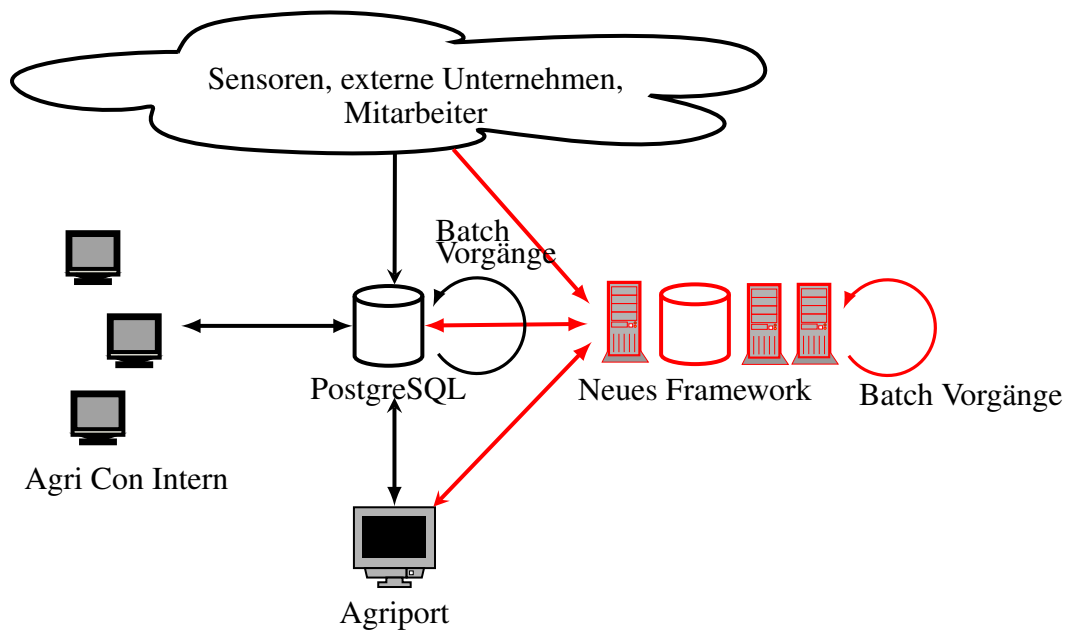 Sensoren, externe Unternehmen,
Mitarbeiter
Batch
Vorgänge
PostgreSQL
Neues Framework
Batch Vorgänge
Agri Con Intern
Agriport